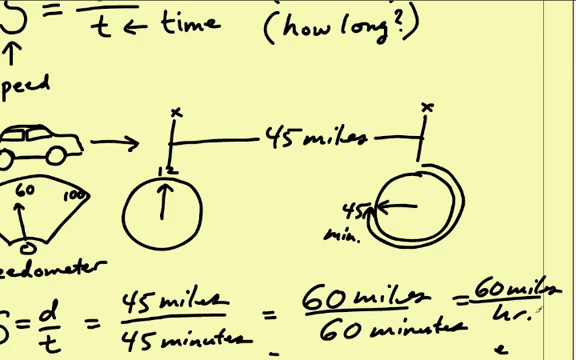 S = t ← time (how long?)
peed
x x
45 miles
12
60 100
45 min.
eedometer
S = d/t = 45 miles/45 minutes = 60 miles/60 minutes = 60 miles/hr.
e